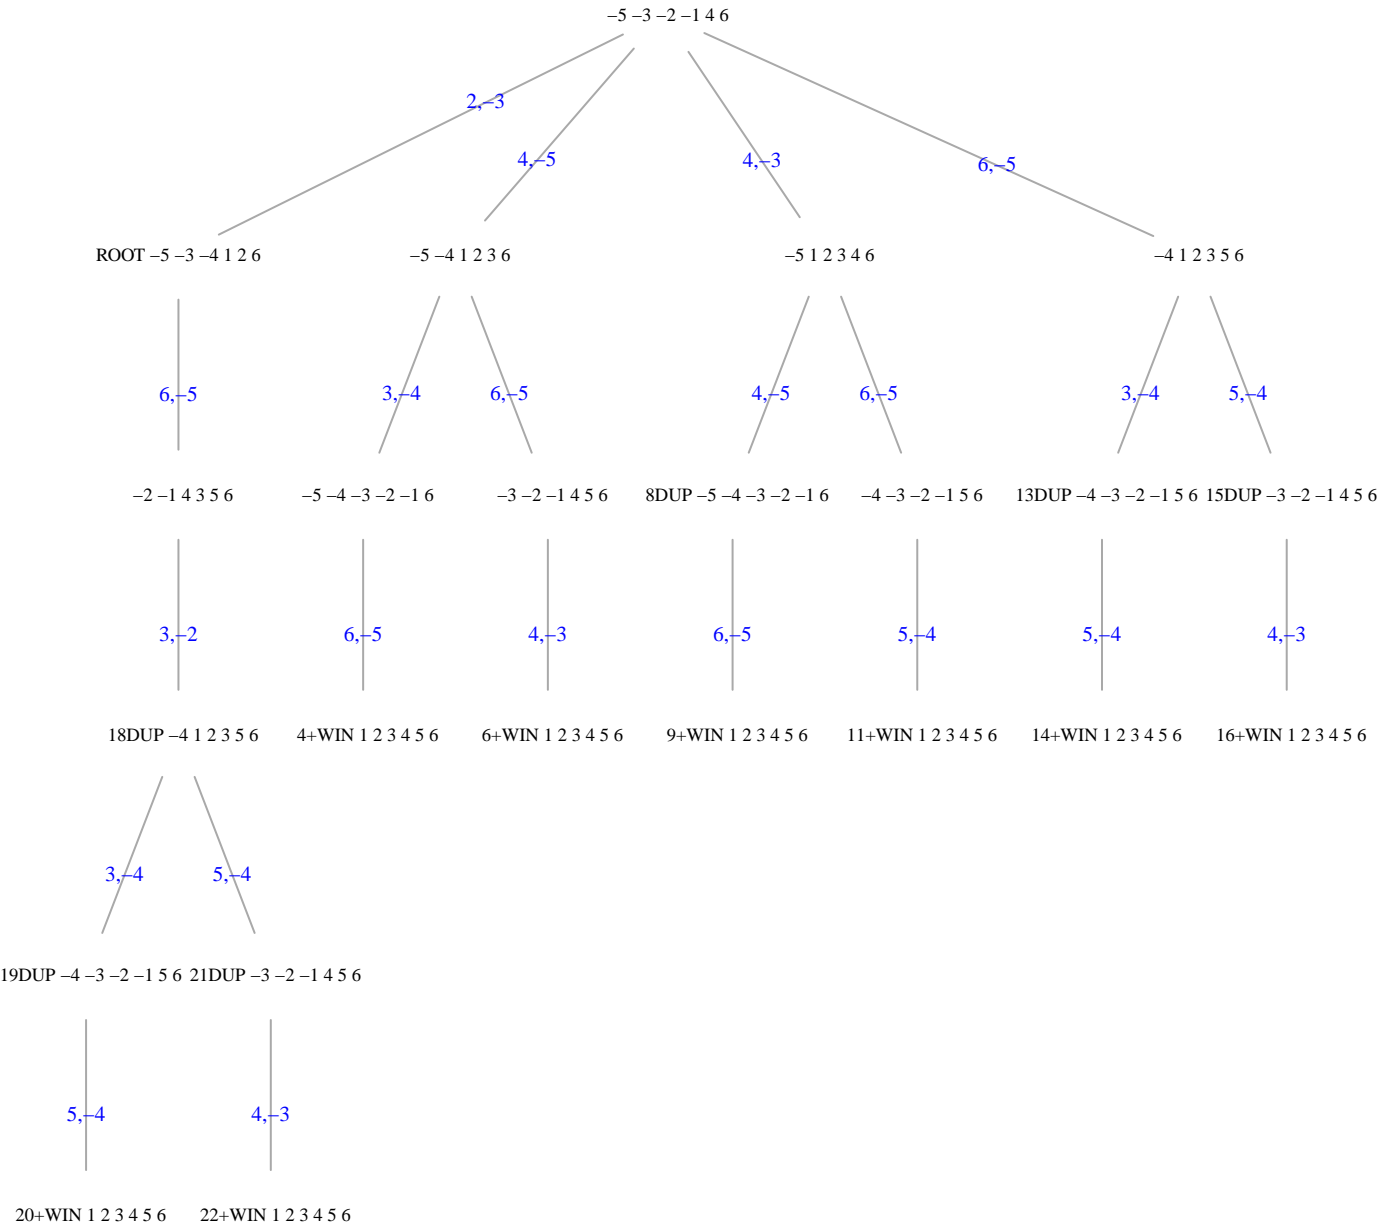 –5 –3 –2 –1 4 6
2,–3
4,–5
4,–3
6,–5
ROOT –5 –3 –4 1 2 6
–5 –4 1 2 3 6
–5 1 2 3 4 6
–4 1 2 3 5 6
6,–5
3,–4
6,–5
4,–5
6,–5
3,–4
5,–4
–2 –1 4 3 5 6
–5 –4 –3 –2 –1 6
–3 –2 –1 4 5 6
8DUP –5 –4 –3 –2 –1 6
–4 –3 –2 –1 5 6
13DUP –4 –3 –2 –1 5 6
15DUP –3 –2 –1 4 5 6
3,–2
6,–5
4,–3
6,–5
5,–4
5,–4
4,–3
18DUP –4 1 2 3 5 6
4+WIN 1 2 3 4 5 6
6+WIN 1 2 3 4 5 6
9+WIN 1 2 3 4 5 6
11+WIN 1 2 3 4 5 6
14+WIN 1 2 3 4 5 6
16+WIN 1 2 3 4 5 6
3,–4
5,–4
19DUP –4 –3 –2 –1 5 6
21DUP –3 –2 –1 4 5 6
5,–4
4,–3
20+WIN 1 2 3 4 5 6
22+WIN 1 2 3 4 5 6